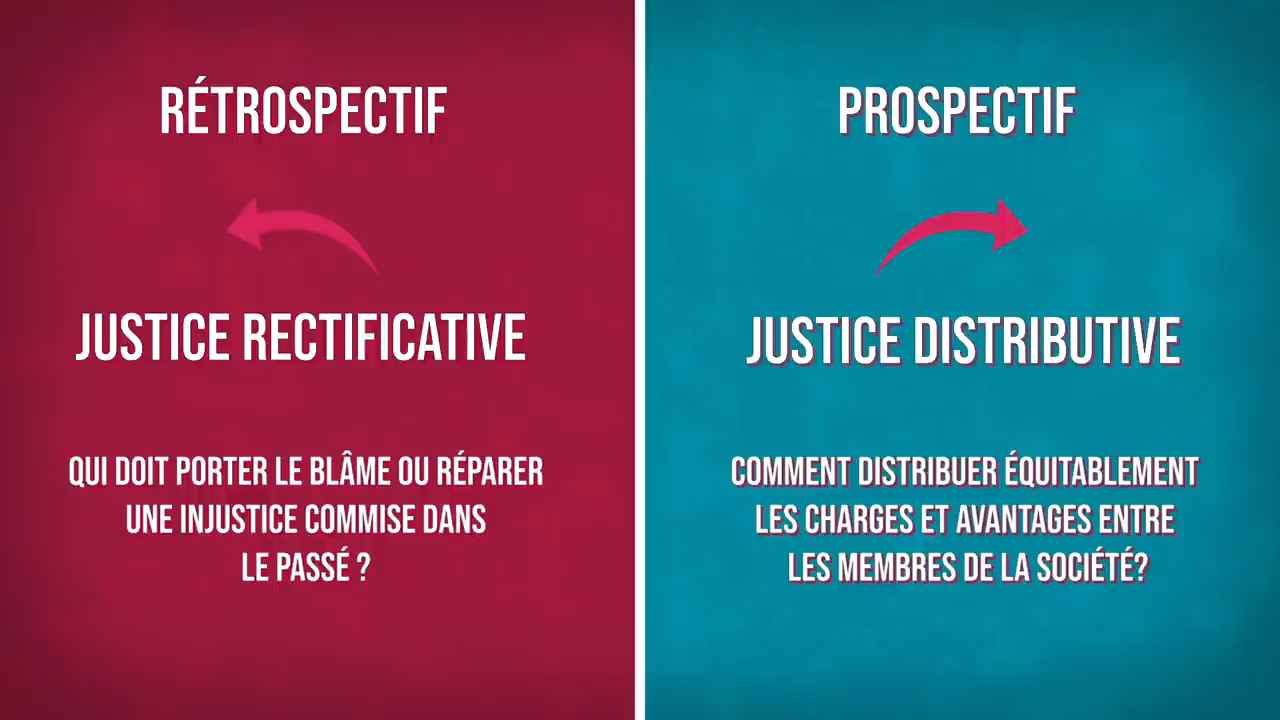 RÉTROSPECTIF
JUSTICE RECTIFICATIVE
QUI DOIT PORTER LE BLÂME OU RÉPARER
UNE INJUSTICE COMMISE DANS
LE PASSÉ ?
PROSPECTIF
JUSTICE DISTRIBUTIVE
COMMENT DISTRIBUER ÉQUITABLEMENT
LES CHARGES ET AVANTAGES ENTRE
LES MEMBRES DE LA SOCIÉTÉ?